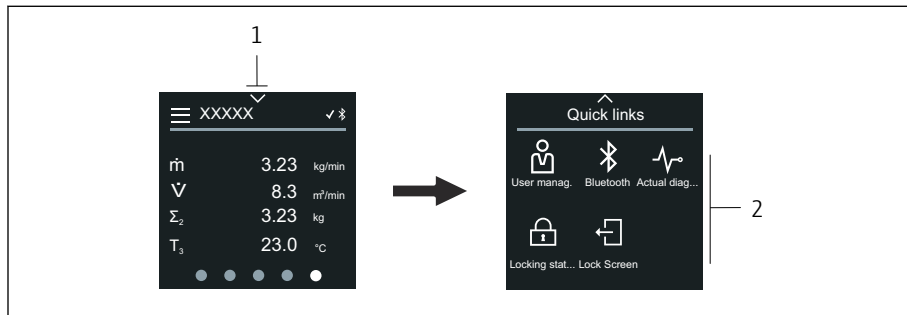 1
XXXXX
ṁ 3.23 kg/min
V̇ 8.3 m³/min
Σ₂ 3.23 kg
T₃ 23.0 °C
Quick links
User manag. Bluetooth Actual diag...
Locking stat... Lock Screen
2